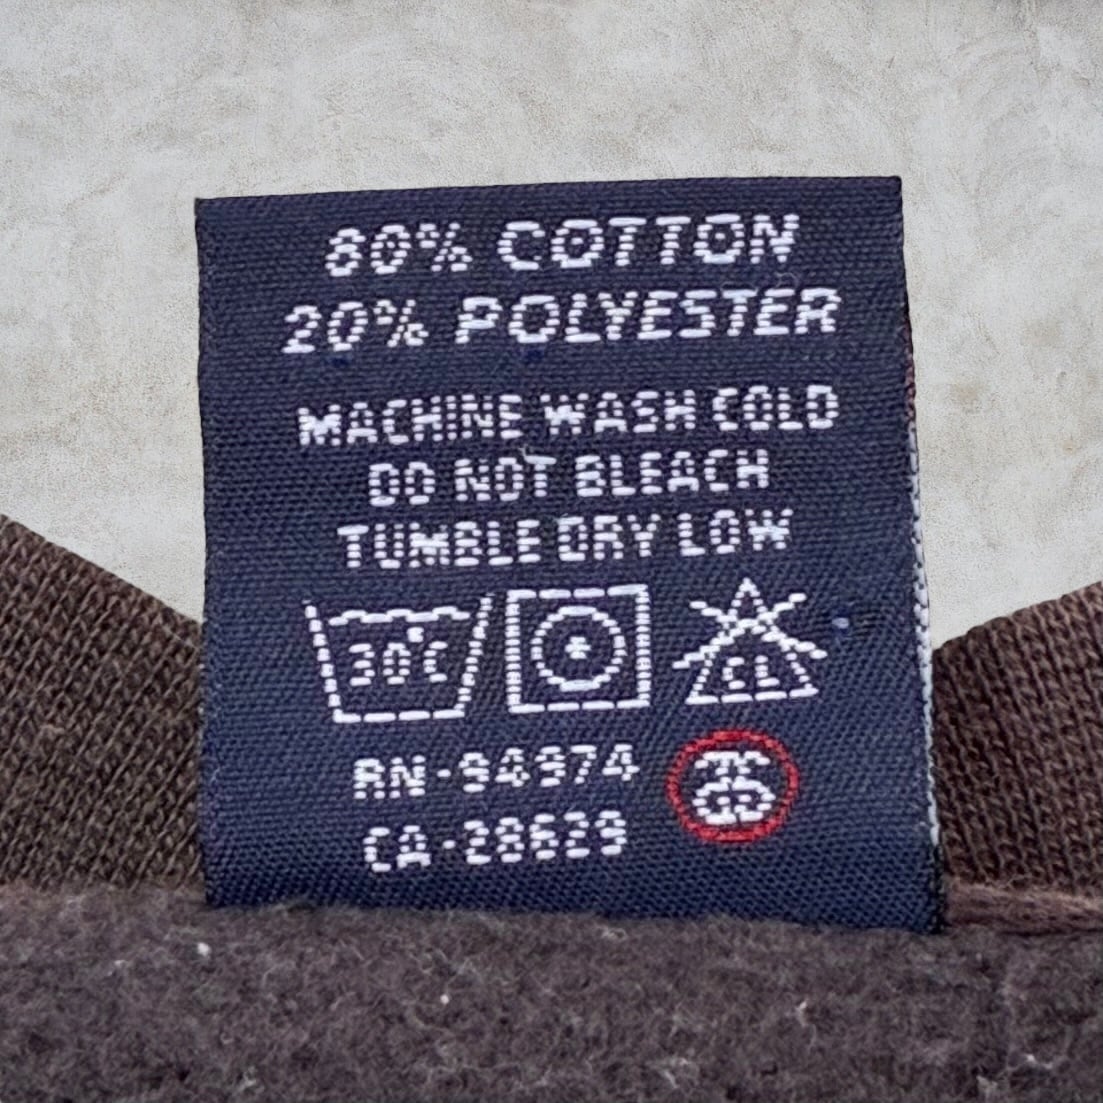 80% COTTON
20% POLYESTER
MACHINE WASH COLD
DO NOT BLEACH
TUMBLE DRY LOW
30°C
CL
RN-94974
CA-28629